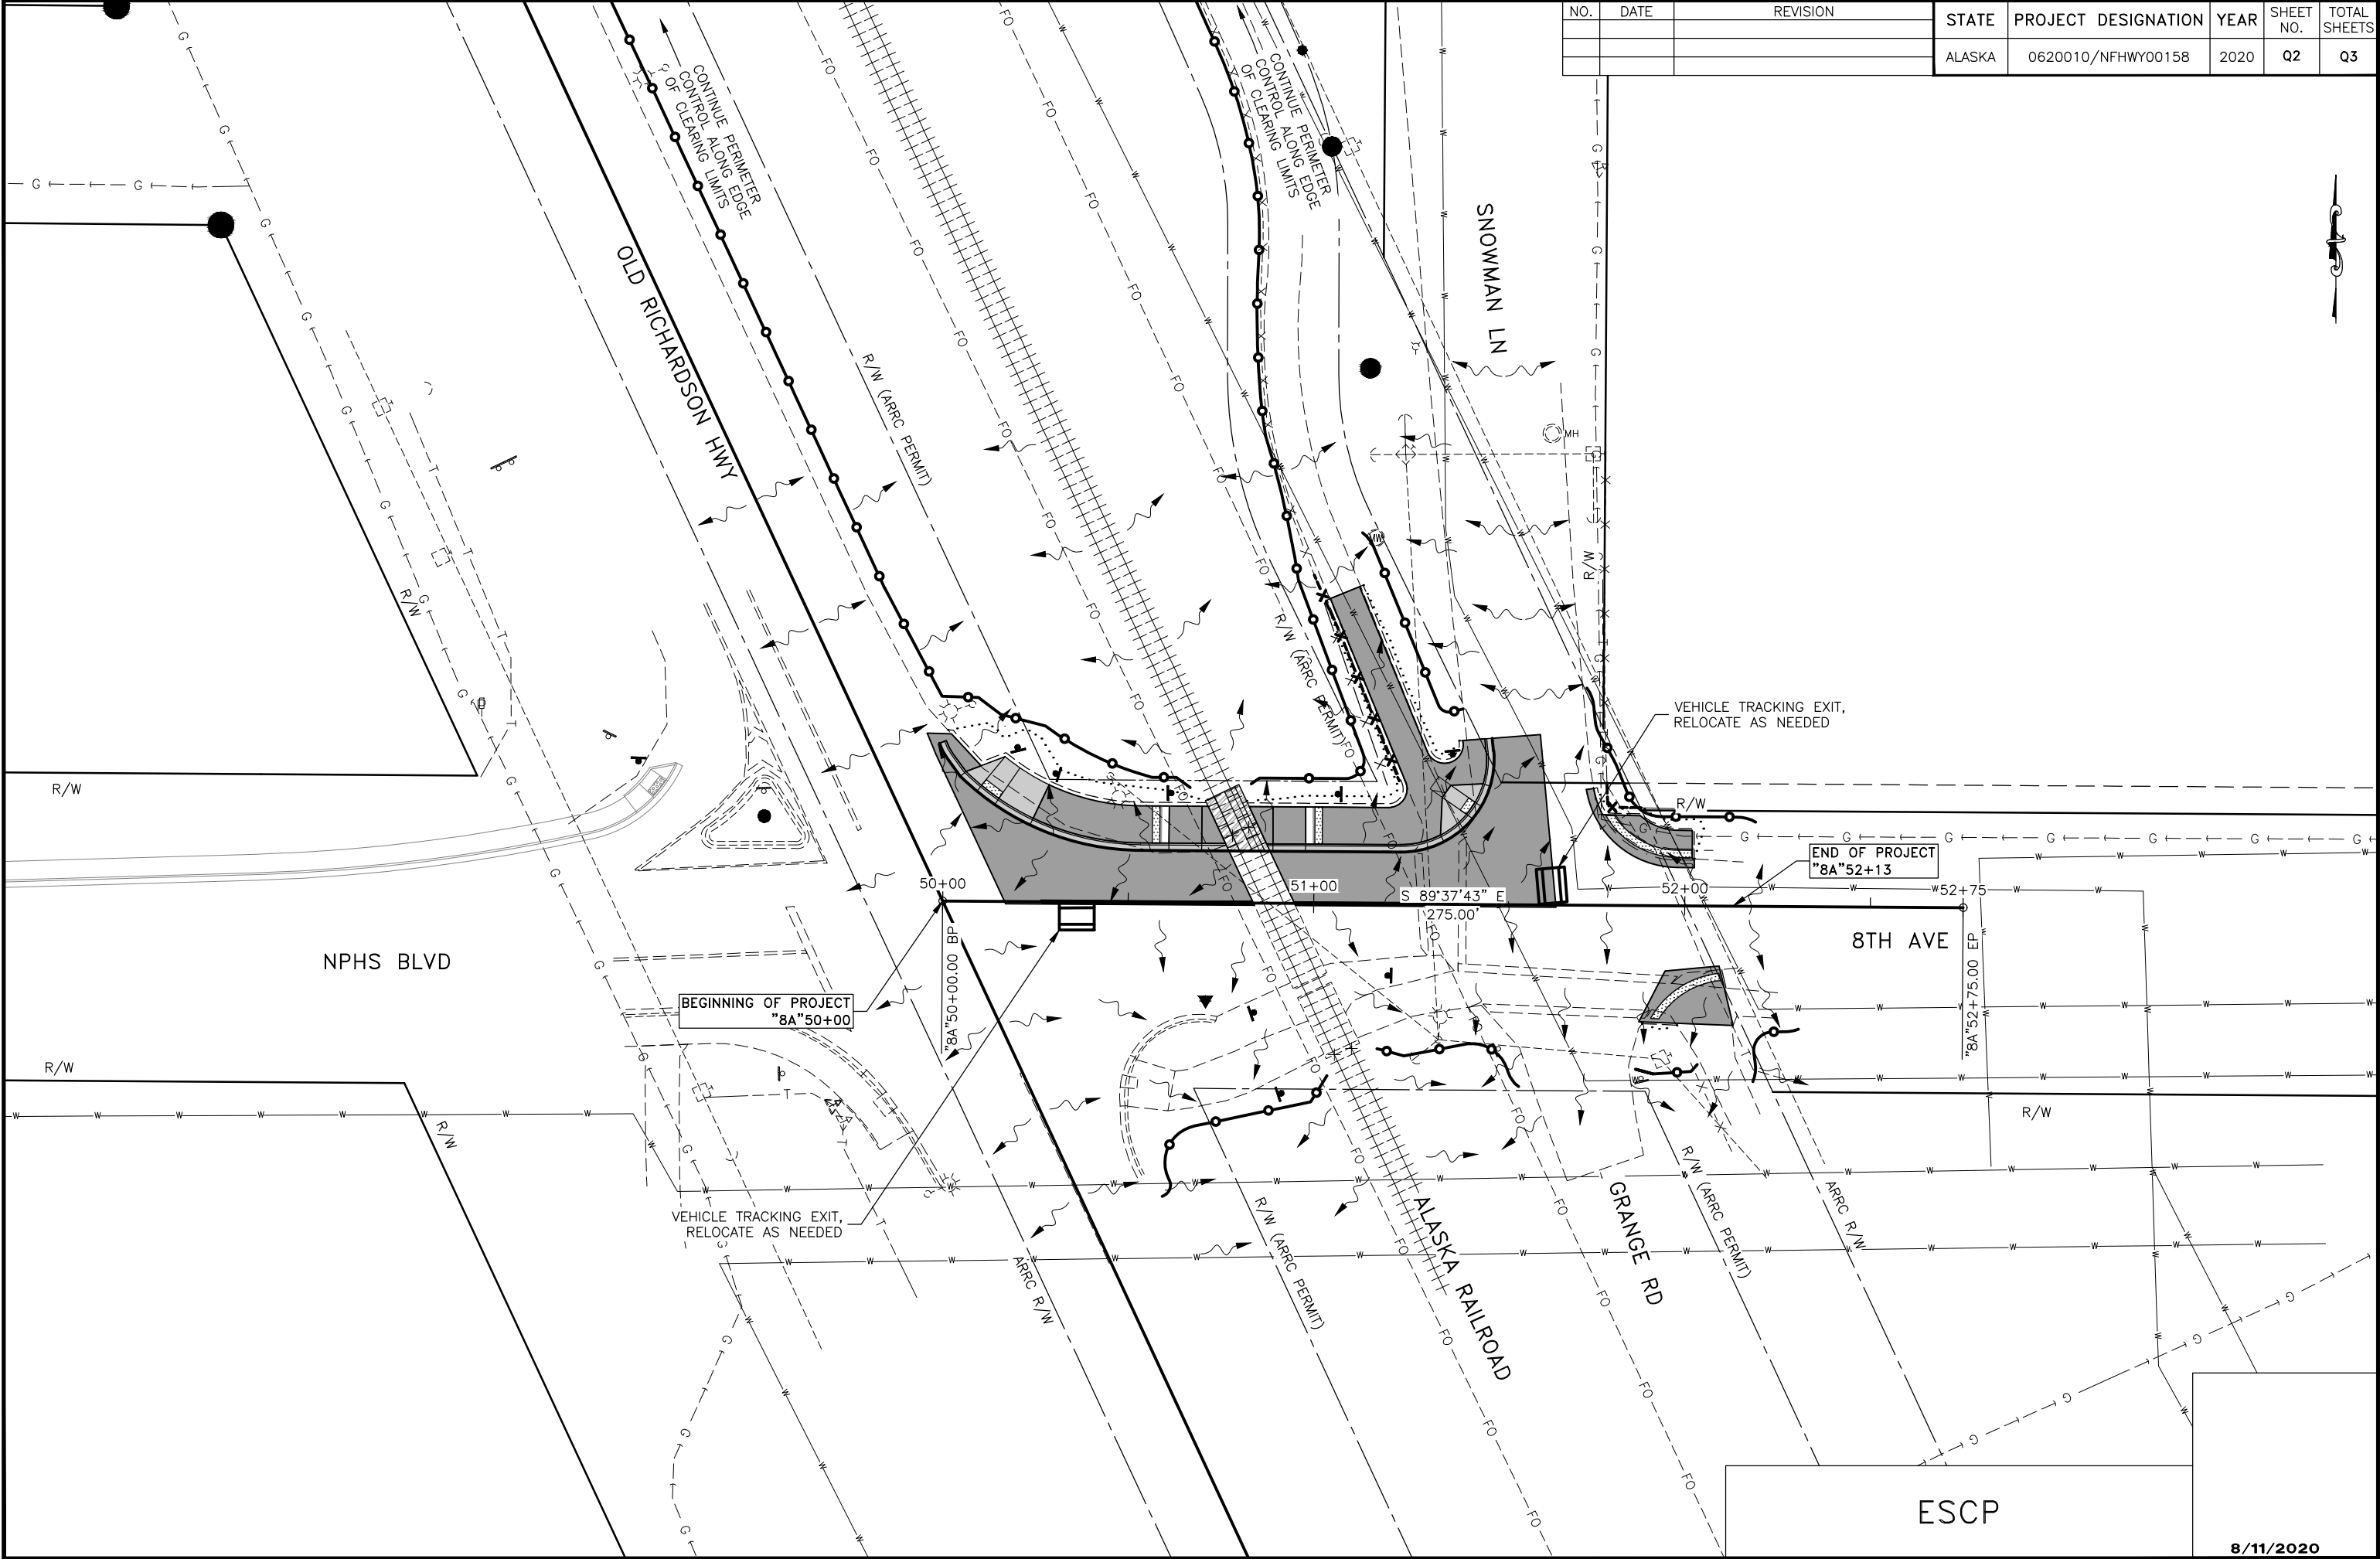 NO. DATE REVISION
STATE PROJECT DESIGNATION YEAR SHEET NO. TOTAL SHEETS
ALASKA 0620010/NFHWY00158 2020 Q2 Q3
CONTINUE PERIMETER
CONTROL ALONG EDGE
OF CLEARING LIMITS
CONTINUE PERIMETER
CONTROL ALONG EDGE
OF CLEARING LIMITS
OLD RICHARDSON HWY
R/W (ARRC PERMIT)
SNOWMAN LN
MH
R/W
R/W
MW
R/W (ARRC PERMIT)
VEHICLE TRACKING EXIT,
RELOCATE AS NEEDED
R/W
R/W
END OF PROJECT
"8A"52+13
50+00
51+00
S 89°37'43" E
275.00'
52+00
52+75
NPHS BLVD
8TH AVE
BEGINNING OF PROJECT
"8A"50+00
"8A"50+00.00 BP
"8A"52+75.00 EP
R/W
R/W
R/W
VEHICLE TRACKING EXIT,
RELOCATE AS NEEDED
ARRC R/W
R/W (ARRC PERMIT)
ALASKA RAILROAD
GRANGE RD
R/W (ARRC PERMIT)
ARRC R/W
ESCP
8/11/2020